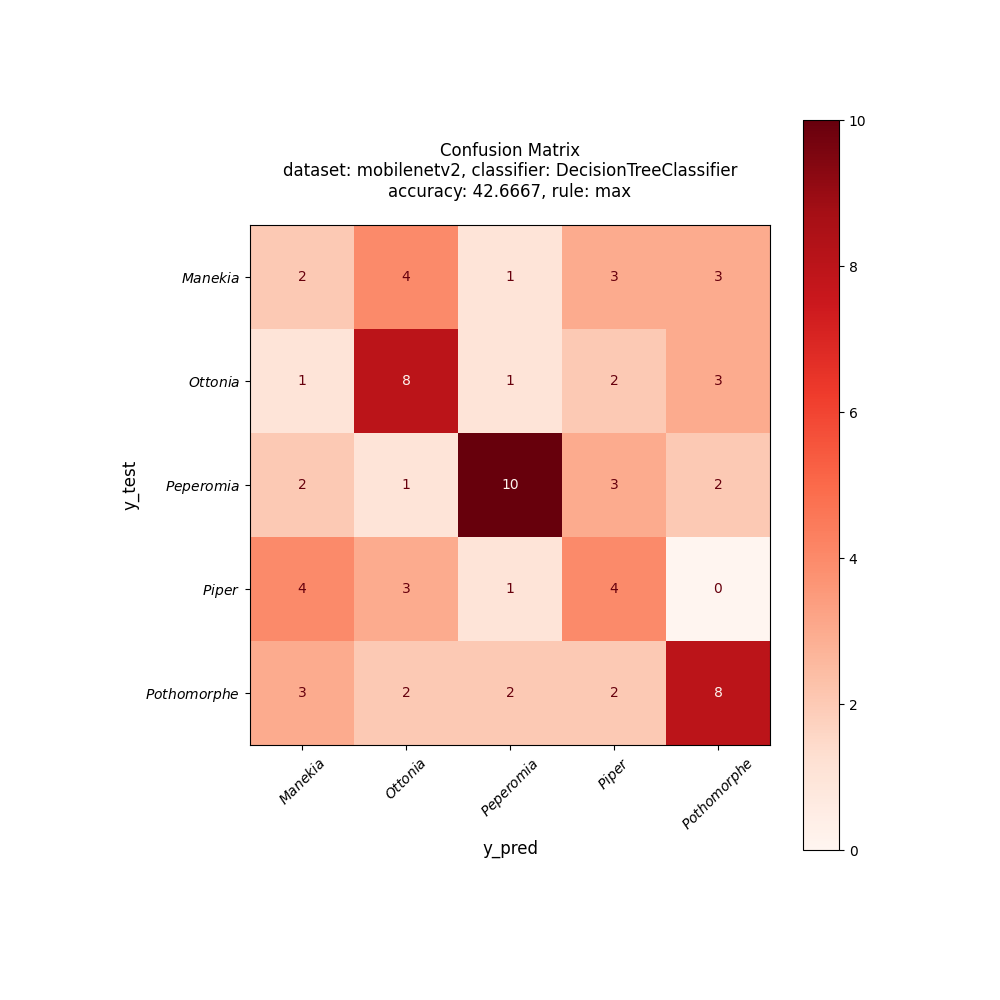 Confusion Matrix
dataset: mobilenetv2, classifier: DecisionTreeClassifier
accuracy: 42.6667, rule: max
Manekia 2 4 1 3 3
Ottonia 1 8 1 2 3
Peperomia 2 1 10 3 2
Piper 4 3 1 4 0
Pothomorphe 3 2 2 2 8
Manekia Ottonia Peperomia Piper Pothomorphe
y_pred
y_test
10
8
6
4
2
0